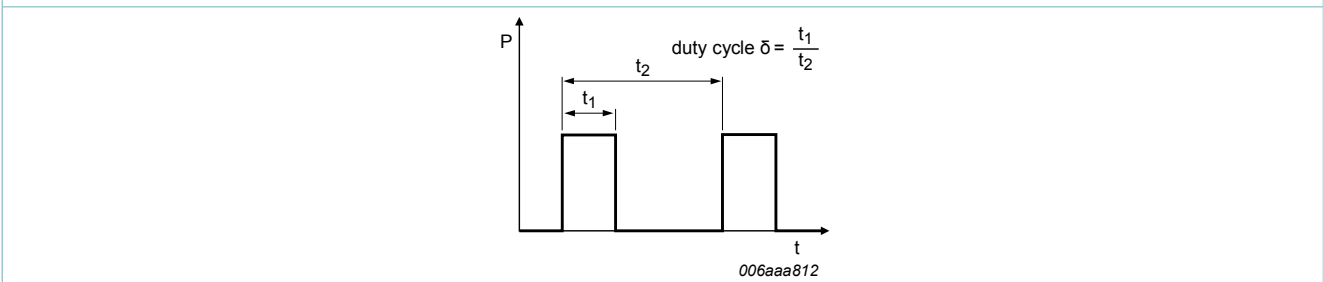 P
duty cycle δ = t1
t2
t2
t1
t
006aaa812